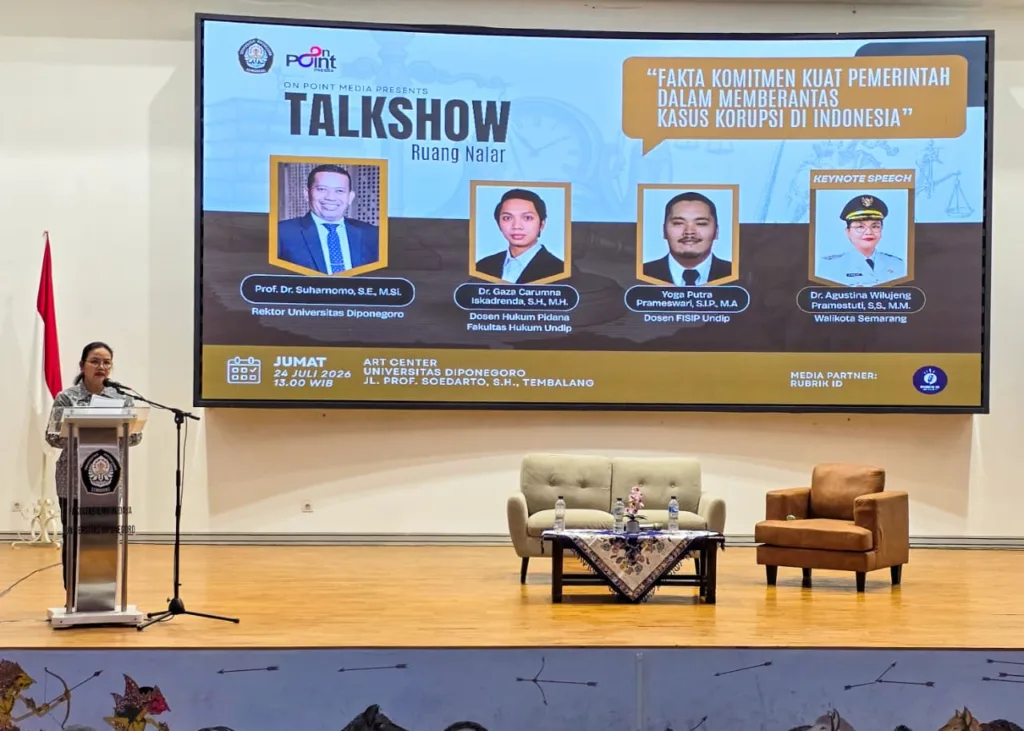 On
POint
media
ON POINT MEDIA PRESENTS
TALKSHOW
Ruang Nalar
“FAKTA KOMITMEN KUAT PEMERINTAH
DALAM MEMBERANTAS
KASUS KORUPSI DI INDONESIA”
Prof. Dr. Suharnomo, S.E., M.Si.
Rektor Universitas Diponegoro
Dr. Gaza Carumna
Iskadrenda, S.H., M.H.
Dosen Hukum Pidana
Fakultas Hukum Undip
Yoga Putra
Prameswari, S.I.P., M.A
Dosen FISIP Undip
KEYNOTE SPEECH
Dr. Agustina Wilujeng
Pramestuti, S,S., M.M.
Walikota Semarang
JUMAT
24 JULI 2026
13.00 WIB
ART CENTER
UNIVERSITAS DIPONEGORO
JL. PROF. SOEDARTO, S.H., TEMBALANG
MEDIA PARTNER:
RUBRIK ID